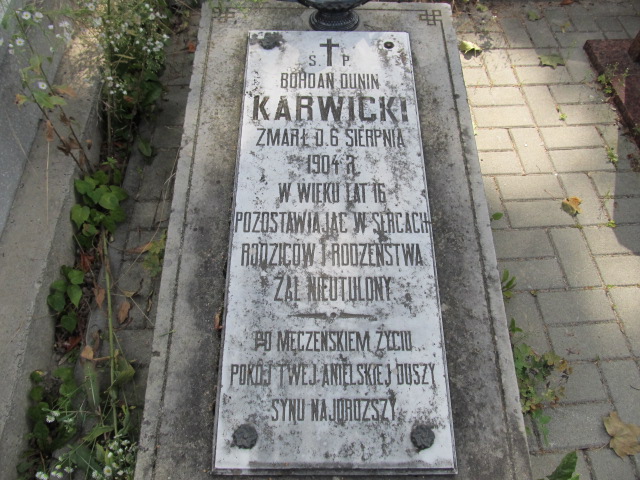 Ś. P.
BOHDAN DUNIN
KARWICKI
ZMARŁ D. 6 SIERPNIA
1904 R.
W WIEKU LAT 16
POZOSTAWIAJĄC W SERCACH
RODZICÓW I RODZEŃSTWA
ŻAL NIEUTULONY
PO MĘCZEŃSKIEM ŻYCIU
POKÓJ TWEJ ANIELSKIEJ DUSZY
SYNU NAJDROŻSZY